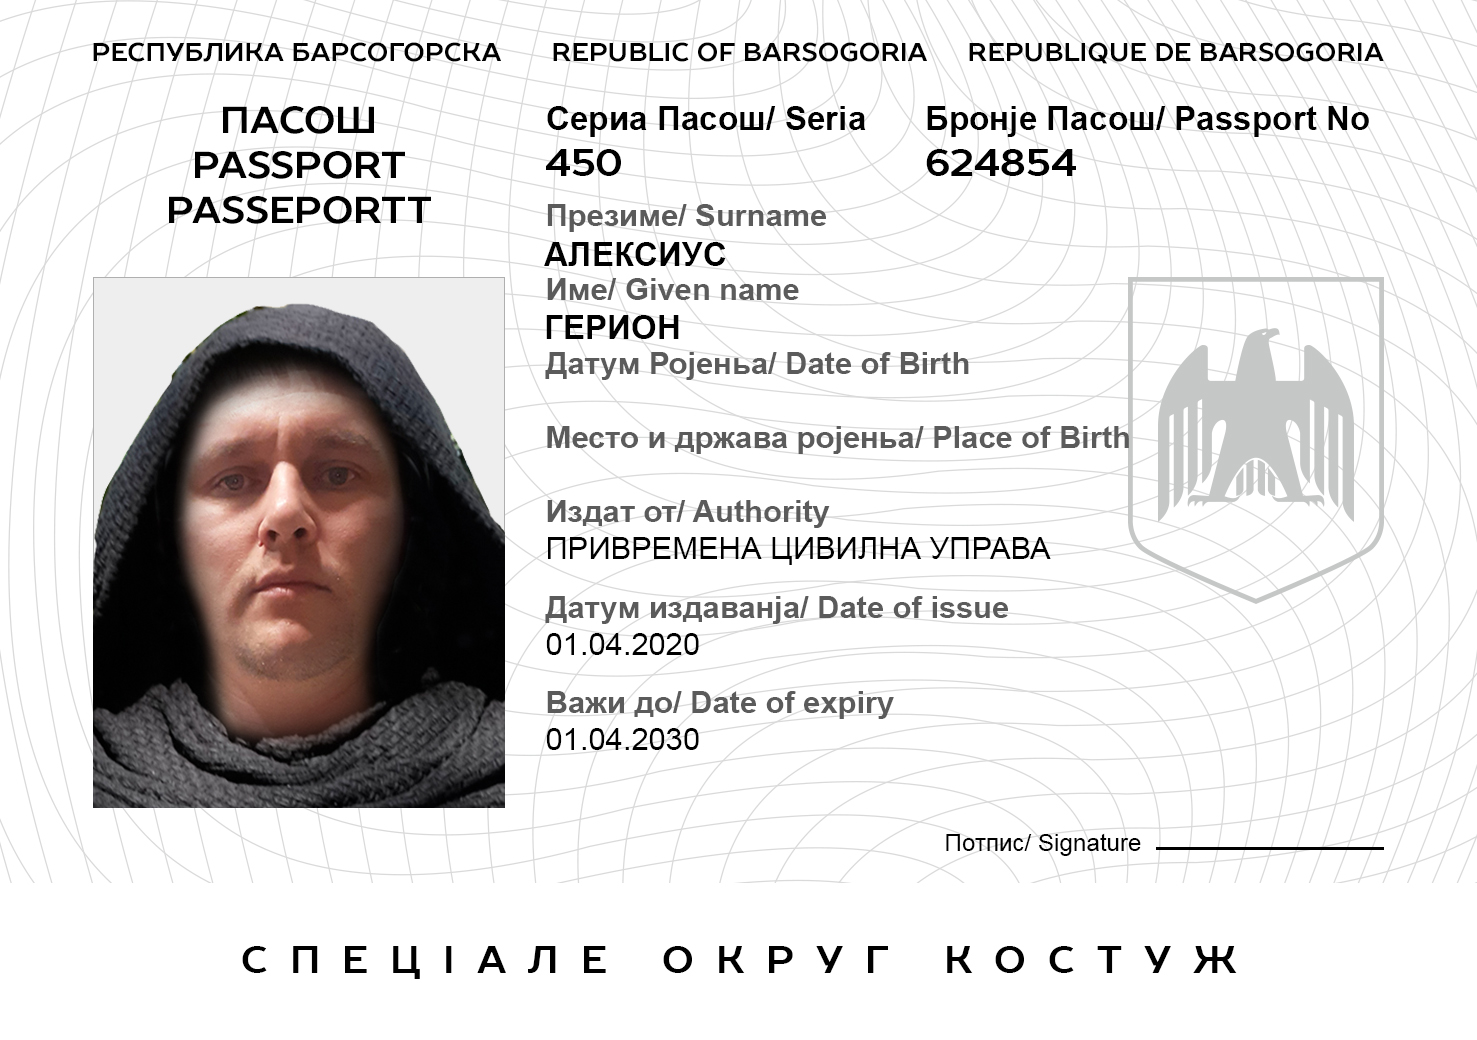 РЕСПУБЛИКА БАРСОГОРСКА REPUBLIC OF BARSOGORIA REPUBLIQUE DE BARSOGORIA
ПАСОШ
PASSPORT
PASSEPORTT
Сериа Пасош/ Seria
450
Бронје Пасош/ Passport No
624854
Презиме/ Surname
АЛЕКСИУС
Име/ Given name
ГЕРИОН
Датум Ројења/ Date of Birth
Место и држава ројења/ Place of Birth
Издат от/ Authority
ПРИВРЕМЕНА ЦИВИЛНА УПРАВА
Датум издаванја/ Date of issue
01.04.2020
Важи до/ Date of expiry
01.04.2030
Потпис/ Signature
СПЕЦІАЛЕ ОКРУГ КОСТУЖ